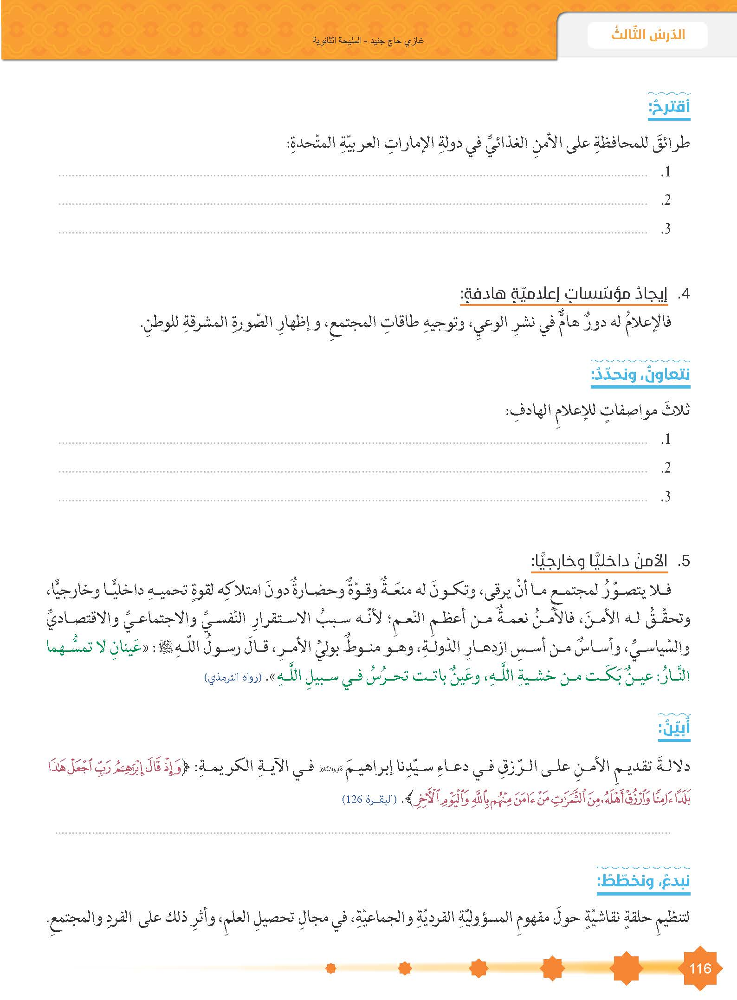 الدّرسُ الثّالثُ
غازي حاج جنيد - المليحة الثانوية
أقترحُ:
طرائقَ للمحافظةِ على الأمنِ الغذائيِّ في دولةِ الإماراتِ العربيّةِ المتّحدةِ:
1.
2.
3.
4. إيجادُ مؤسّساتٍ إعلاميّةٍ هادفةٍ:
فالإعلامُ له دورٌ هامٌّ في نشرِ الوعيِ، وتوجيهِ طاقاتِ المجتمعِ، وإظهارِ الصّورةِ المشرقةِ للوطنِ.
نتعاونُ، ونحدّدُ:
ثلاثَ مواصفاتٍ للإعلامِ الهادفِ:
1.
2.
3.
5. الأمنُ داخليًّا وخارجيًّا:
فلا يتصوّرُ لمجتمعٍ ما أنْ يرقى، وتكونَ له منعَةٌ وقوّةٌ وحضارةٌ دونَ امتلاكِه لقوةٍ تحميهِ داخليًّا وخارجيًّا،
وتحقّقُ له الأمنَ، فالأمنُ نعمةٌ من أعظمِ النّعمِ؛ لأنّه سببُ الاستقرارِ النّفسيِّ والاجتماعيِّ والاقتصاديِّ
والسّياسيِّ، وأساسٌ من أسسِ ازدهارِ الدّولةِ، وهو منوطٌ بوليِّ الأمرِ، قالَ رسولُ اللّهِ ﷺ: «عَينانِ لا تمسُّهما
النَّارُ: عينٌ بَكَت من خشيةِ اللَّهِ، وعَينٌ باتت تحرُسُ في سبيلِ اللَّهِ». (رواه الترمذي)
أُبيّنُ:
دلالةَ تقديمِ الأمنِ على الرّزقِ في دعاءِ سيّدِنا إبراهيمَ عَلَيْهِ السَّلَامُ في الآيةِ الكريمةِ: ﴿وَإِذْ قَالَ إِبْرَٰهِـۧمُ رَبِّ ٱجْعَلْ هَٰذَا
بَلَدًا ءَامِنًا وَٱرْزُقْ أَهْلَهُۥ مِنَ ٱلثَّمَرَٰتِ مَنْ ءَامَنَ مِنْهُم بِٱللَّهِ وَٱلْيَوْمِ ٱلْأَخِرِ﴾. (البقرة 126)
نبدعُ، ونخطّطُ:
لتنظيمِ حلقةٍ نقاشيّةٍ حولَ مفهومِ المسؤوليّةِ الفرديّةِ والجماعيّةِ، في مجالِ تحصيلِ العلمِ، وأثرِ ذلك على الفردِ والمجتمعِ.
116